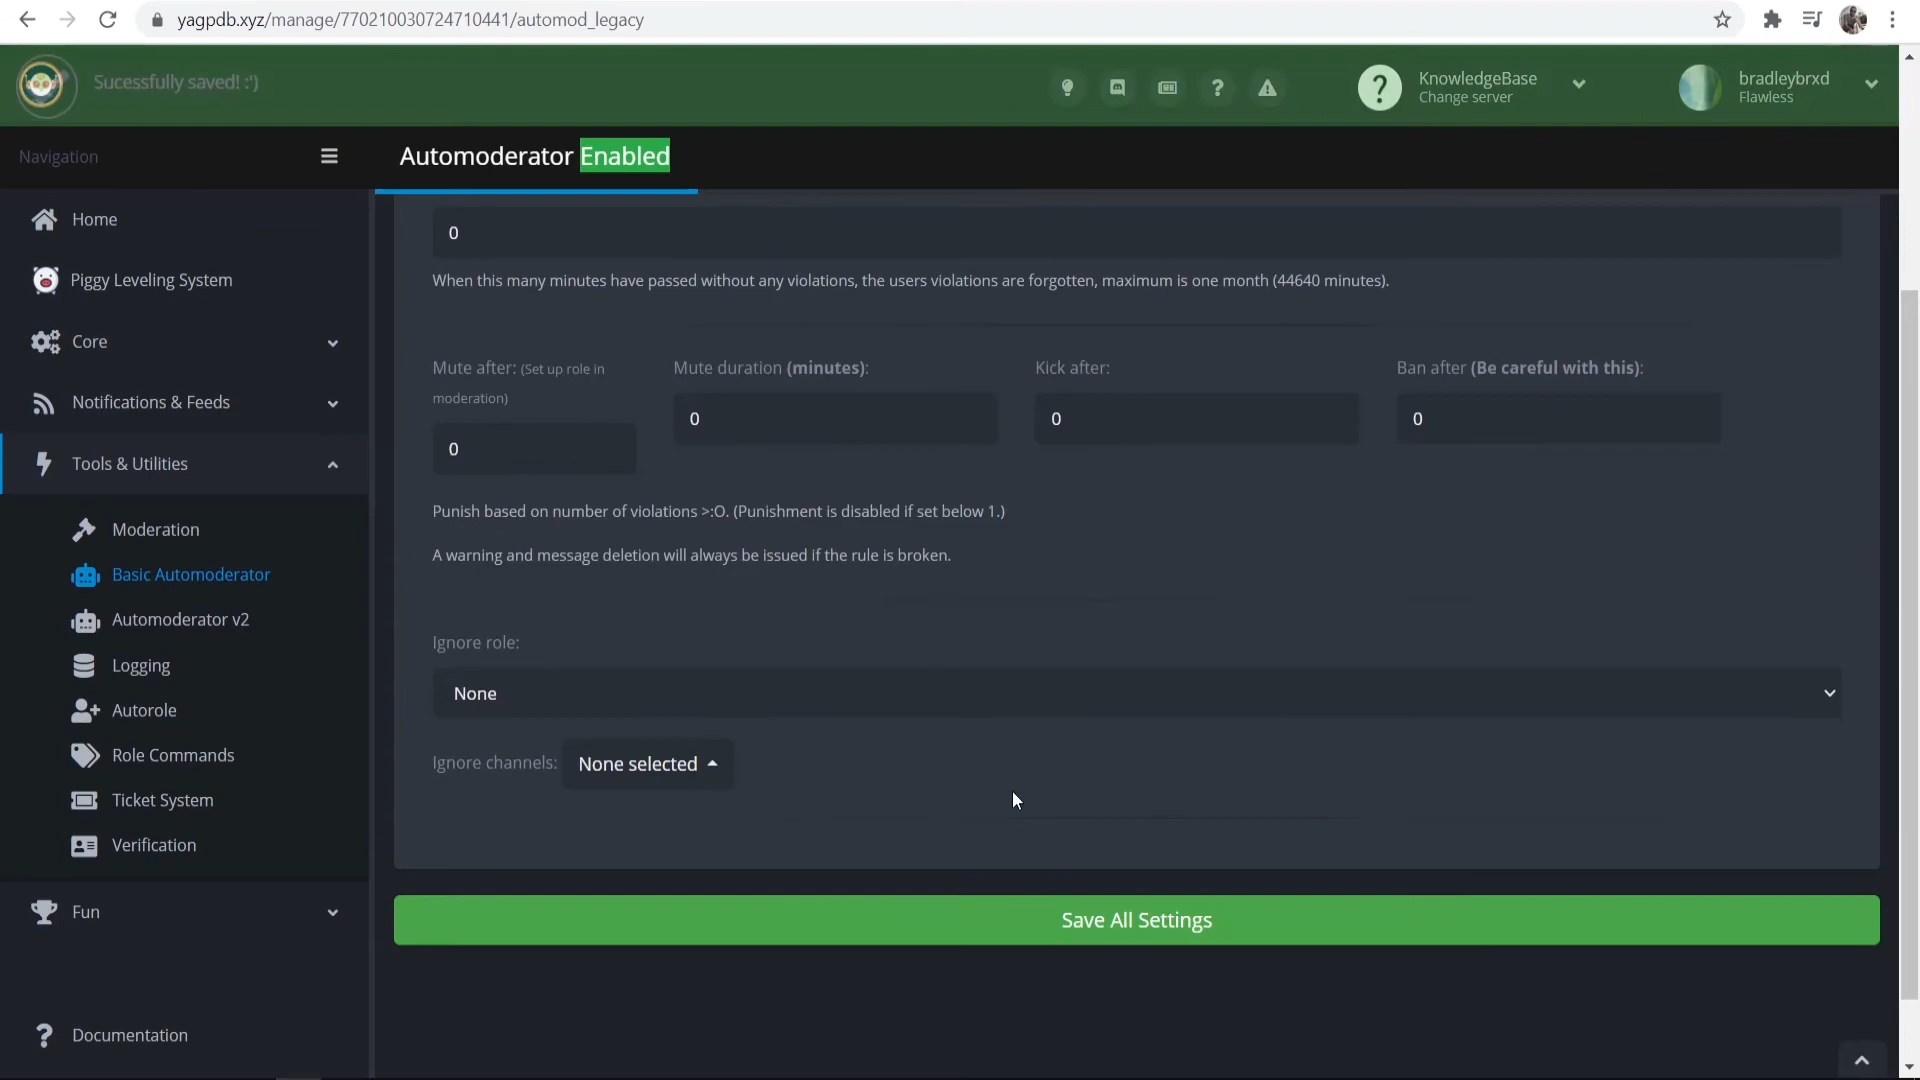 yagpdb.xyz/manage/770210030724710441/automod_legacy
Sucessfully saved! :')
?
KnowledgeBase
Change server
bradleybrxd
Flawless
Navigation
Automoderator Enabled
Home
Piggy Leveling System
Core
Notifications & Feeds
Tools & Utilities
Moderation
Basic Automoderator
Automoderator v2
Logging
Autorole
Role Commands
Ticket System
Verification
Fun
Documentation
0
When this many minutes have passed without any violations, the users violations are forgotten, maximum is one month (44640 minutes).
Mute after: (Set up role in
moderation)
0
Mute duration (minutes):
0
Kick after:
0
Ban after (Be careful with this):
0
Punish based on number of violations >:O. (Punishment is disabled if set below 1.)
A warning and message deletion will always be issued if the rule is broken.
Ignore role:
None
Ignore channels: None selected
Save All Settings